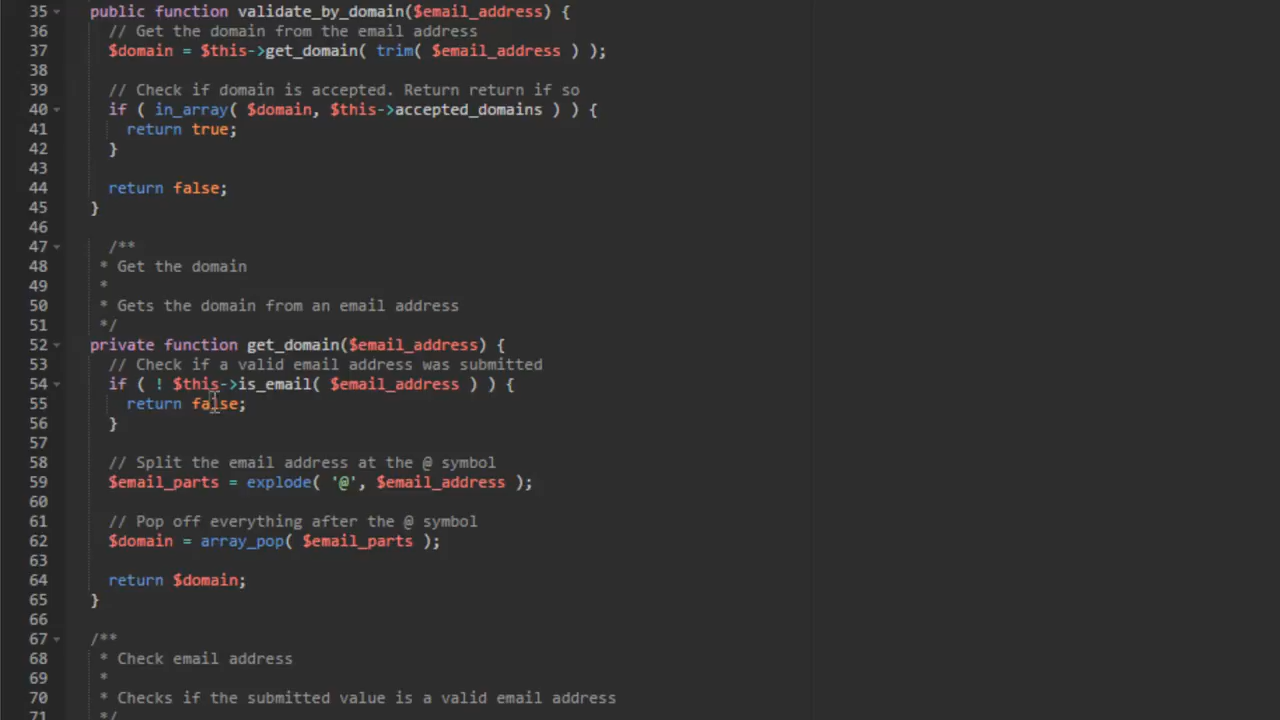 35 public function validate_by_domain($email_address) {
36 // Get the domain from the email address
37 $domain = $this->get_domain( trim( $email_address ) );
38
39 // Check if domain is accepted. Return return if so
40 if ( in_array( $domain, $this->accepted_domains ) ) {
41 return true;
42 }
43
44 return false;
45 }
46
47 /**
48 * Get the domain
49 *
50 * Gets the domain from an email address
51 */
52 private function get_domain($email_address) {
53 // Check if a valid email address was submitted
54 if ( ! $this->is_email( $email_address ) ) {
55 return false;
56 }
57
58 // Split the email address at the @ symbol
59 $email_parts = explode( '@', $email_address );
60
61 // Pop off everything after the @ symbol
62 $domain = array_pop( $email_parts );
63
64 return $domain;
65 }
66
67 /**
68 * Check email address
69 *
70 * Checks if the submitted value is a valid email address
71 */